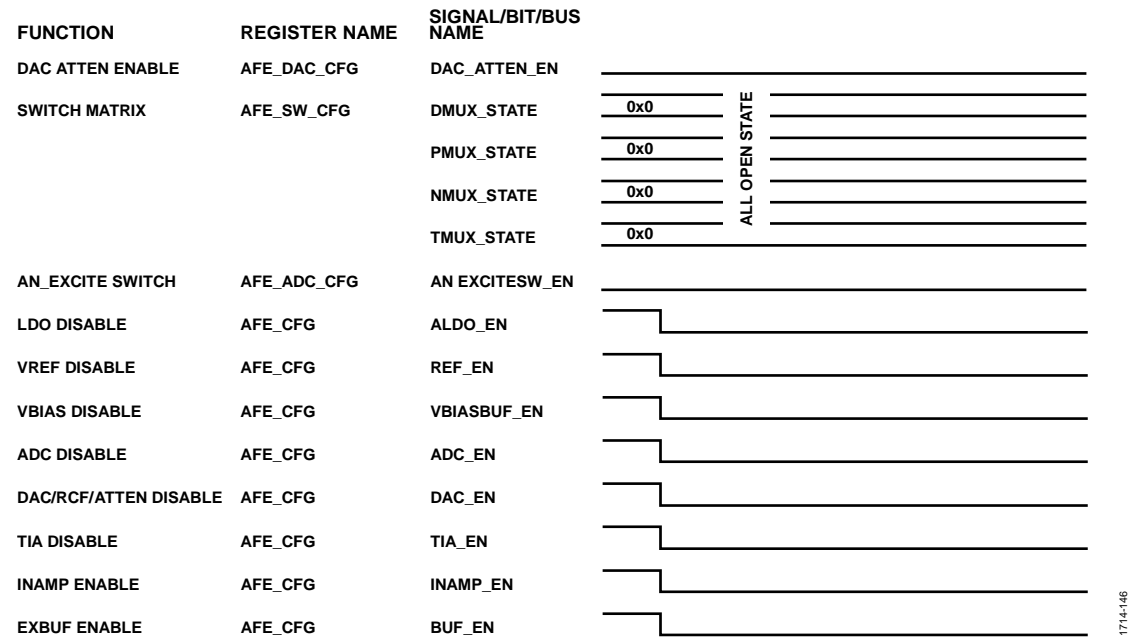 FUNCTION REGISTER NAME SIGNAL/BIT/BUS NAME
DAC ATTEN ENABLE AFE_DAC_CFG DAC_ATTEN_EN
SWITCH MATRIX AFE_SW_CFG DMUX_STATE 0x0
PMUX_STATE 0x0
NMUX_STATE 0x0
TMUX_STATE 0x0
ALL OPEN STATE
AN_EXCITE SWITCH AFE_ADC_CFG AN EXCITESW_EN
LDO DISABLE AFE_CFG ALDO_EN
VREF DISABLE AFE_CFG REF_EN
VBIAS DISABLE AFE_CFG VBIASBUF_EN
ADC DISABLE AFE_CFG ADC_EN
DAC/RCF/ATTEN DISABLE AFE_CFG DAC_EN
TIA DISABLE AFE_CFG TIA_EN
INAMP ENABLE AFE_CFG INAMP_EN
EXBUF ENABLE AFE_CFG BUF_EN
1714-146